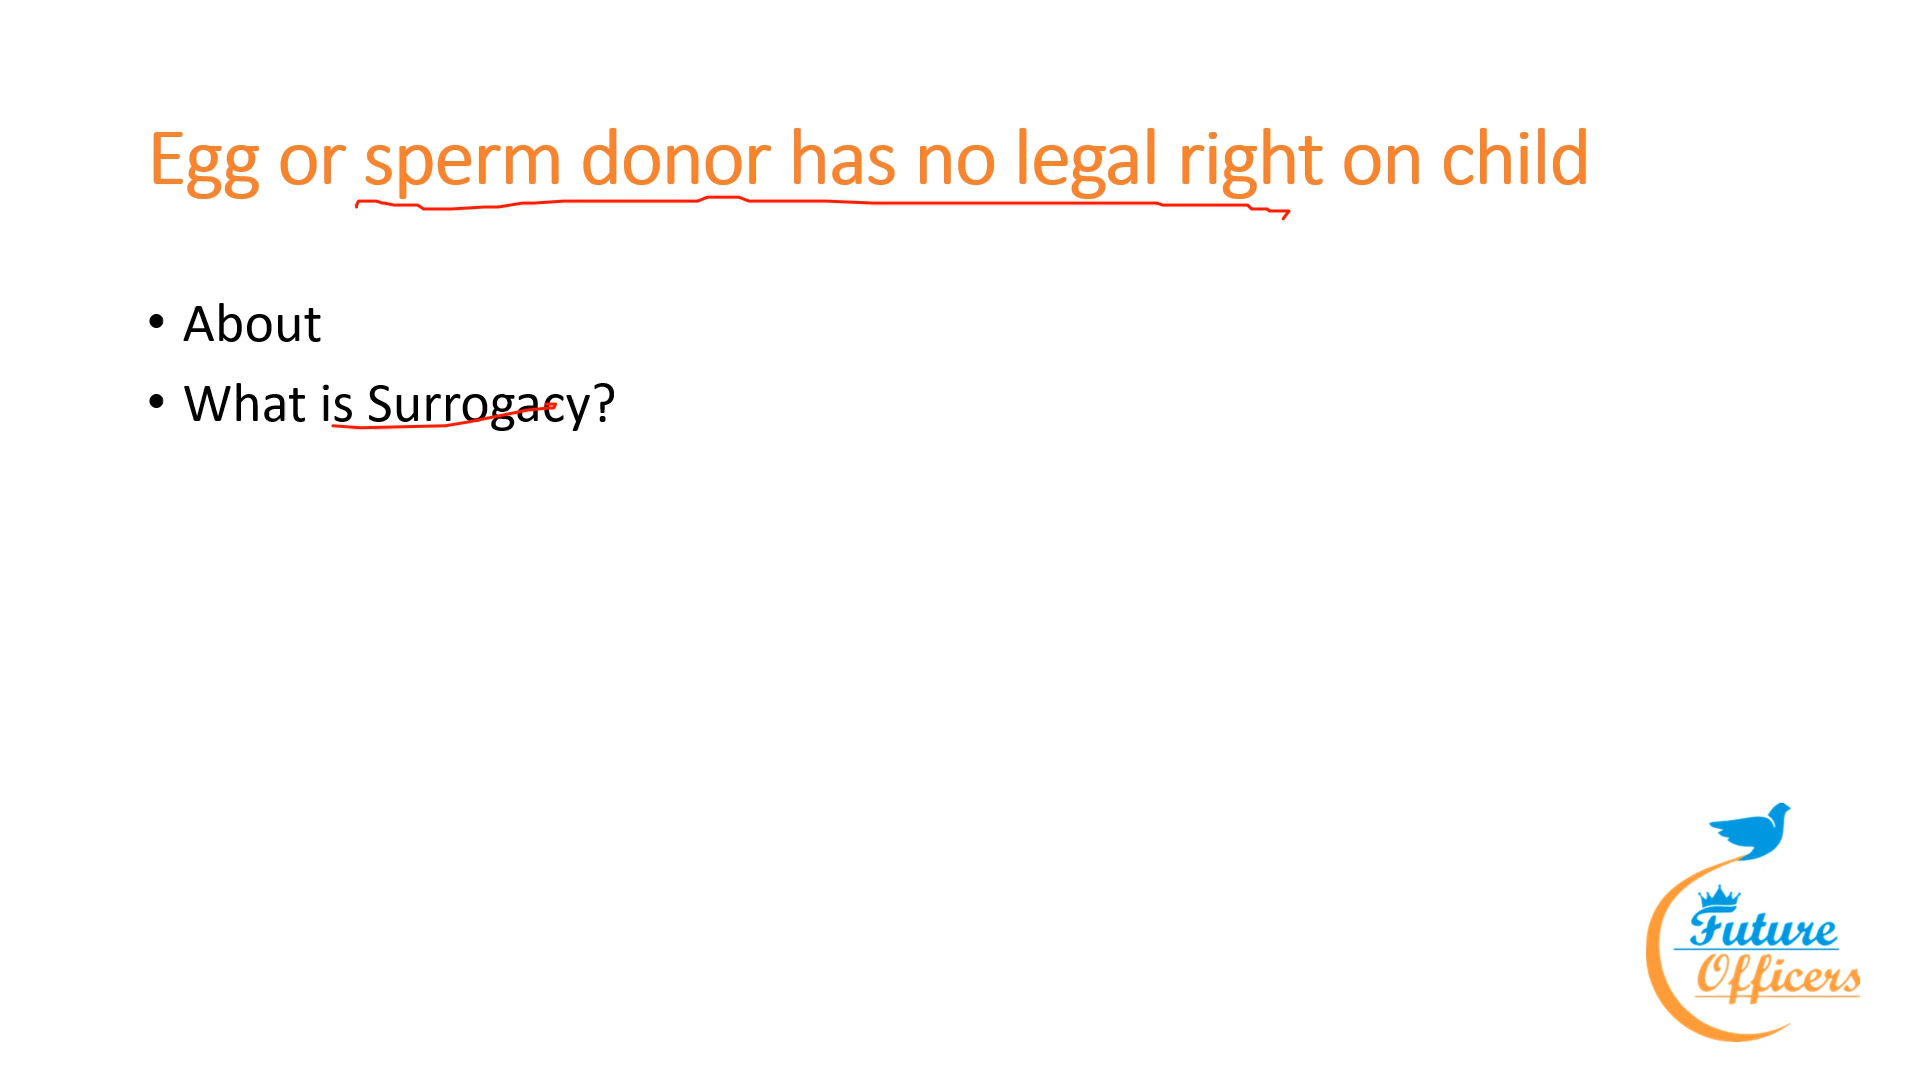 Egg or sperm donor has no legal right on child
• About
• What is Surrogacy?
Future
Officers